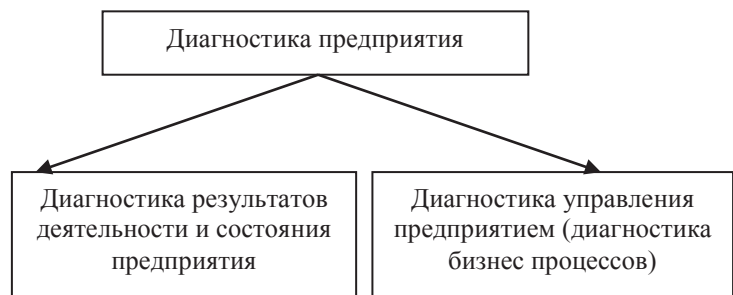 Диагностика предприятия
Диагностика результатов
деятельности и состояния
предприятия
Диагностика управления
предприятием (диагностика
бизнес процессов)